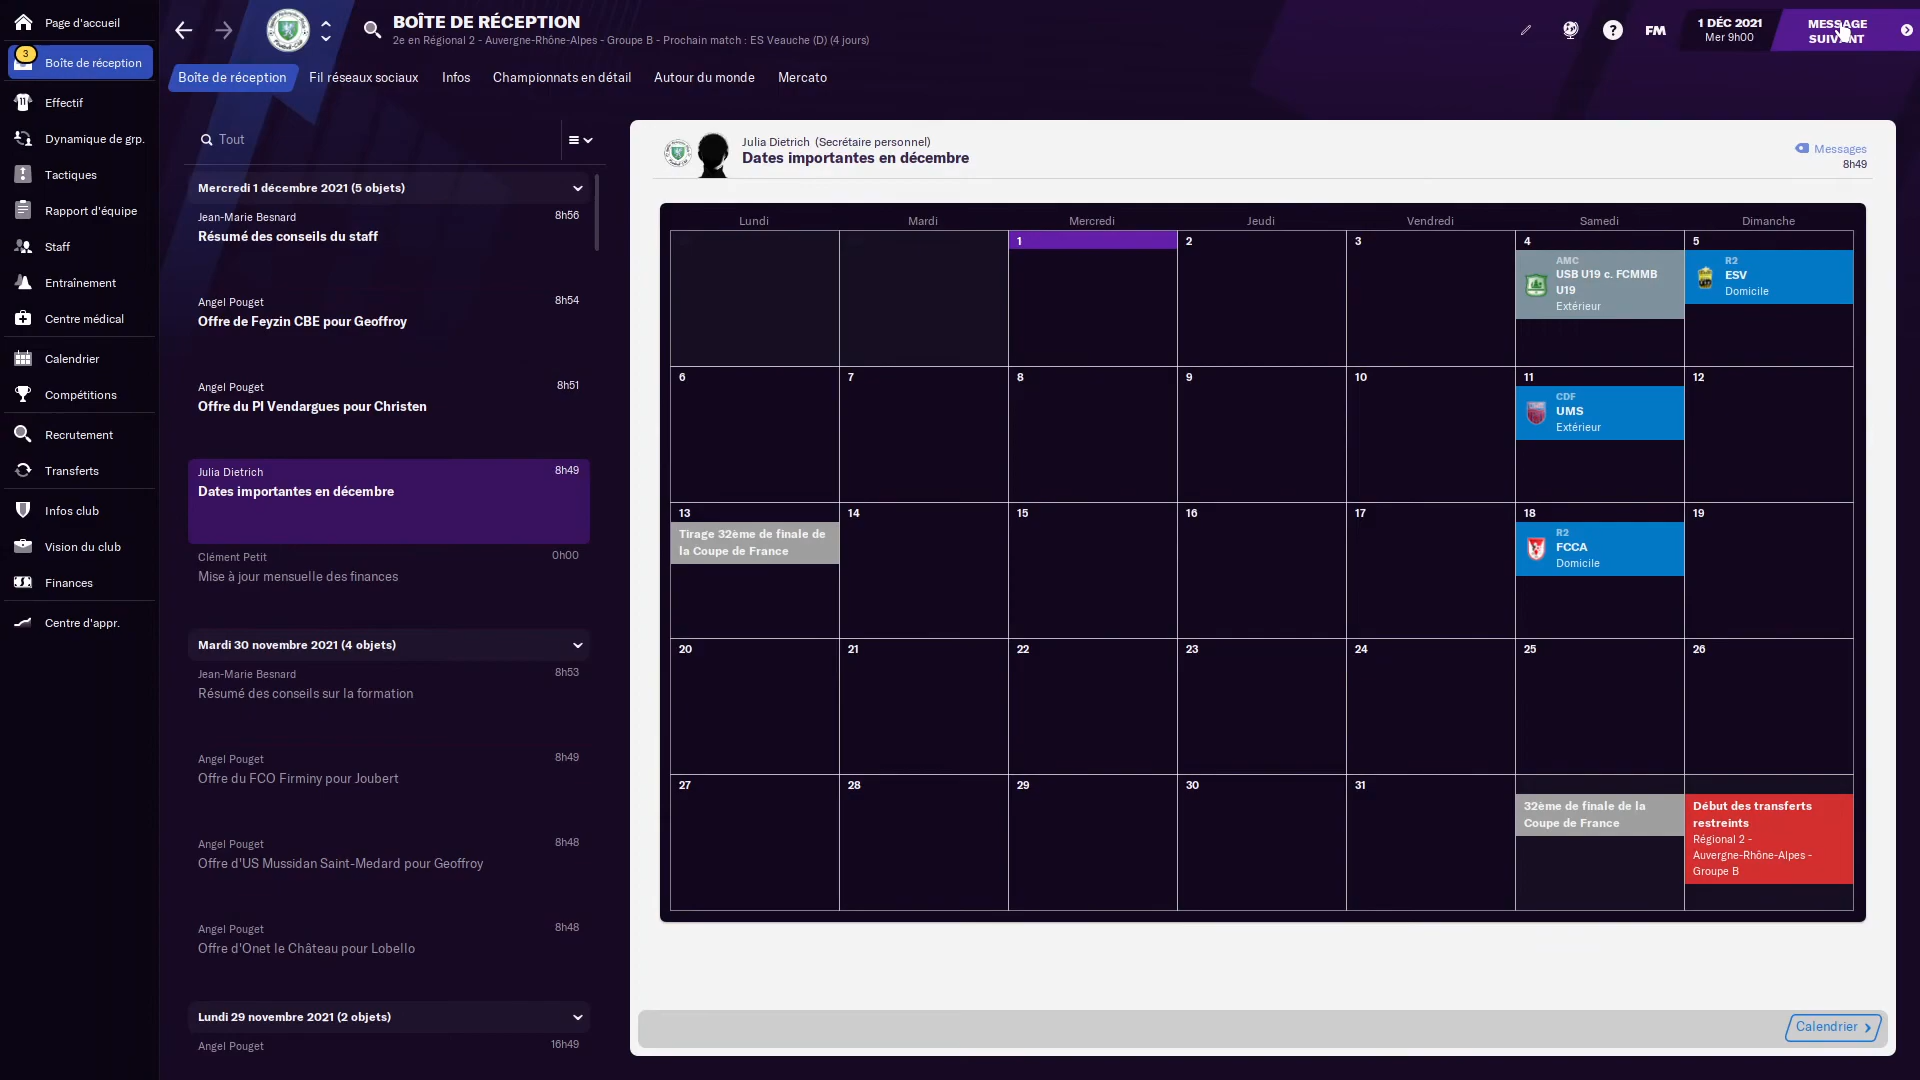 Page d'accueil
3
Boîte de réception
Effectif
Dynamique de grp.
Tactiques
Rapport d'équipe
Staff
Entraînement
Centre médical
Calendrier
Compétitions
Recrutement
Transferts
Infos club
Vision du club
Finances
Centre d'appr.
BOÎTE DE RÉCEPTION
2e en Régional 2 - Auvergne-Rhône-Alpes - Groupe B - Prochain match : ES Veauche (D) (4 jours)
FM
1 DÉC 2021
Mer 9h00
MESSAGE
SUIVANT
Boîte de réception
Fil réseaux sociaux
Infos
Championnats en détail
Autour du monde
Mercato
Tout
Mercredi 1 décembre 2021 (5 objets)
Jean-Marie Besnard 8h56
Résumé des conseils du staff
Angel Pouget 8h54
Offre de Feyzin CBE pour Geoffroy
Angel Pouget 8h51
Offre du PI Vendargues pour Christen
Julia Dietrich 8h49
Dates importantes en décembre
Clément Petit 0h00
Mise à jour mensuelle des finances
Mardi 30 novembre 2021 (4 objets)
Jean-Marie Besnard 8h53
Résumé des conseils sur la formation
Angel Pouget 8h49
Offre du FCO Firminy pour Joubert
Angel Pouget 8h48
Offre d'US Mussidan Saint-Medard pour Geoffroy
Angel Pouget 8h48
Offre d'Onet le Château pour Lobello
Lundi 29 novembre 2021 (2 objets)
Angel Pouget 16h49
Julia Dietrich (Secrétaire personnel)
Dates importantes en décembre
Messages
8h49
Lundi Mardi Mercredi Jeudi Vendredi Samedi Dimanche
1 2 3 4 5
AMC
USB U19 c. FCMMB
U19
Extérieur
R2
ESV
Domicile
6 7 8 9 10 11 12
CDF
UMS
Extérieur
13 14 15 16 17 18 19
Tirage 32ème de finale de
la Coupe de France
R2
FCCA
Domicile
20 21 22 23 24 25 26
27 28 29 30 31
32ème de finale de la
Coupe de France
Début des transferts
restreints
Régional 2 -
Auvergne-Rhône-Alpes -
Groupe B
Calendrier